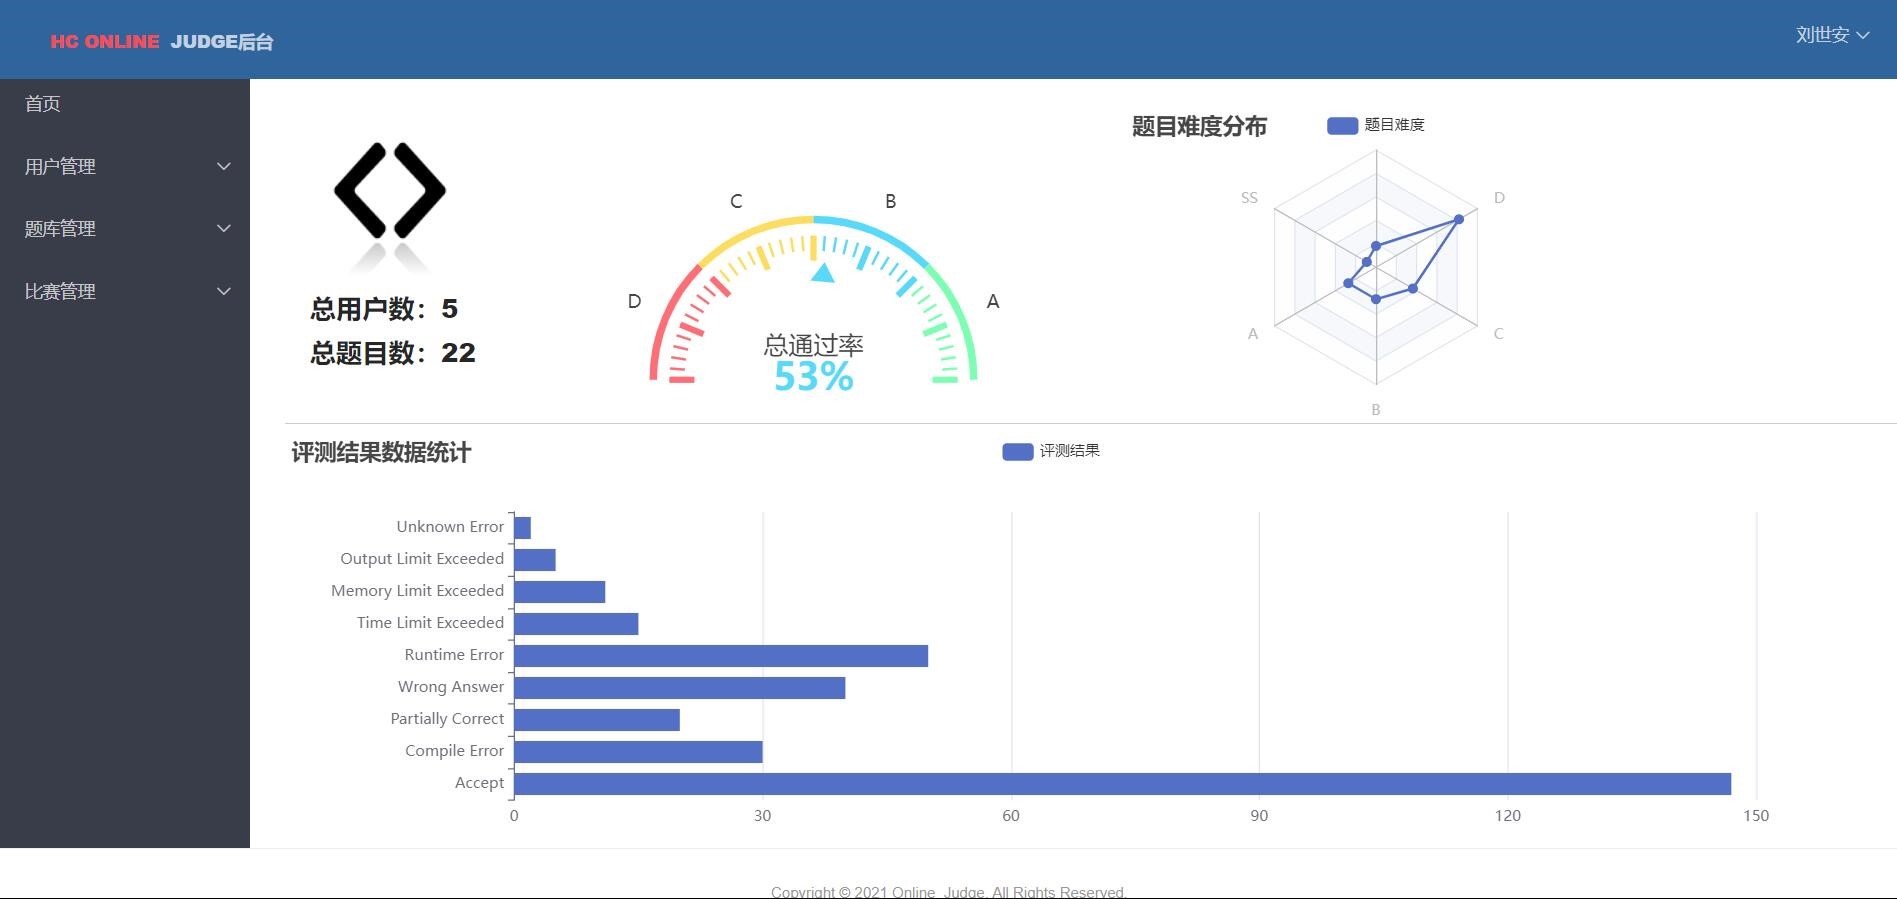 HC ONLINE JUDGE后台
刘世安
首页
用户管理
题库管理
比赛管理
总用户数：5
总题目数：22
D
C
B
A
总通过率
53%
题目难度分布
题目难度
SS
D
A
C
B
评测结果数据统计
评测结果
Unknown Error
Output Limit Exceeded
Memory Limit Exceeded
Time Limit Exceeded
Runtime Error
Wrong Answer
Partially Correct
Compile Error
Accept
0 30 60 90 120 150
Copyright © 2021 Online_Judge. All Rights Reserved.